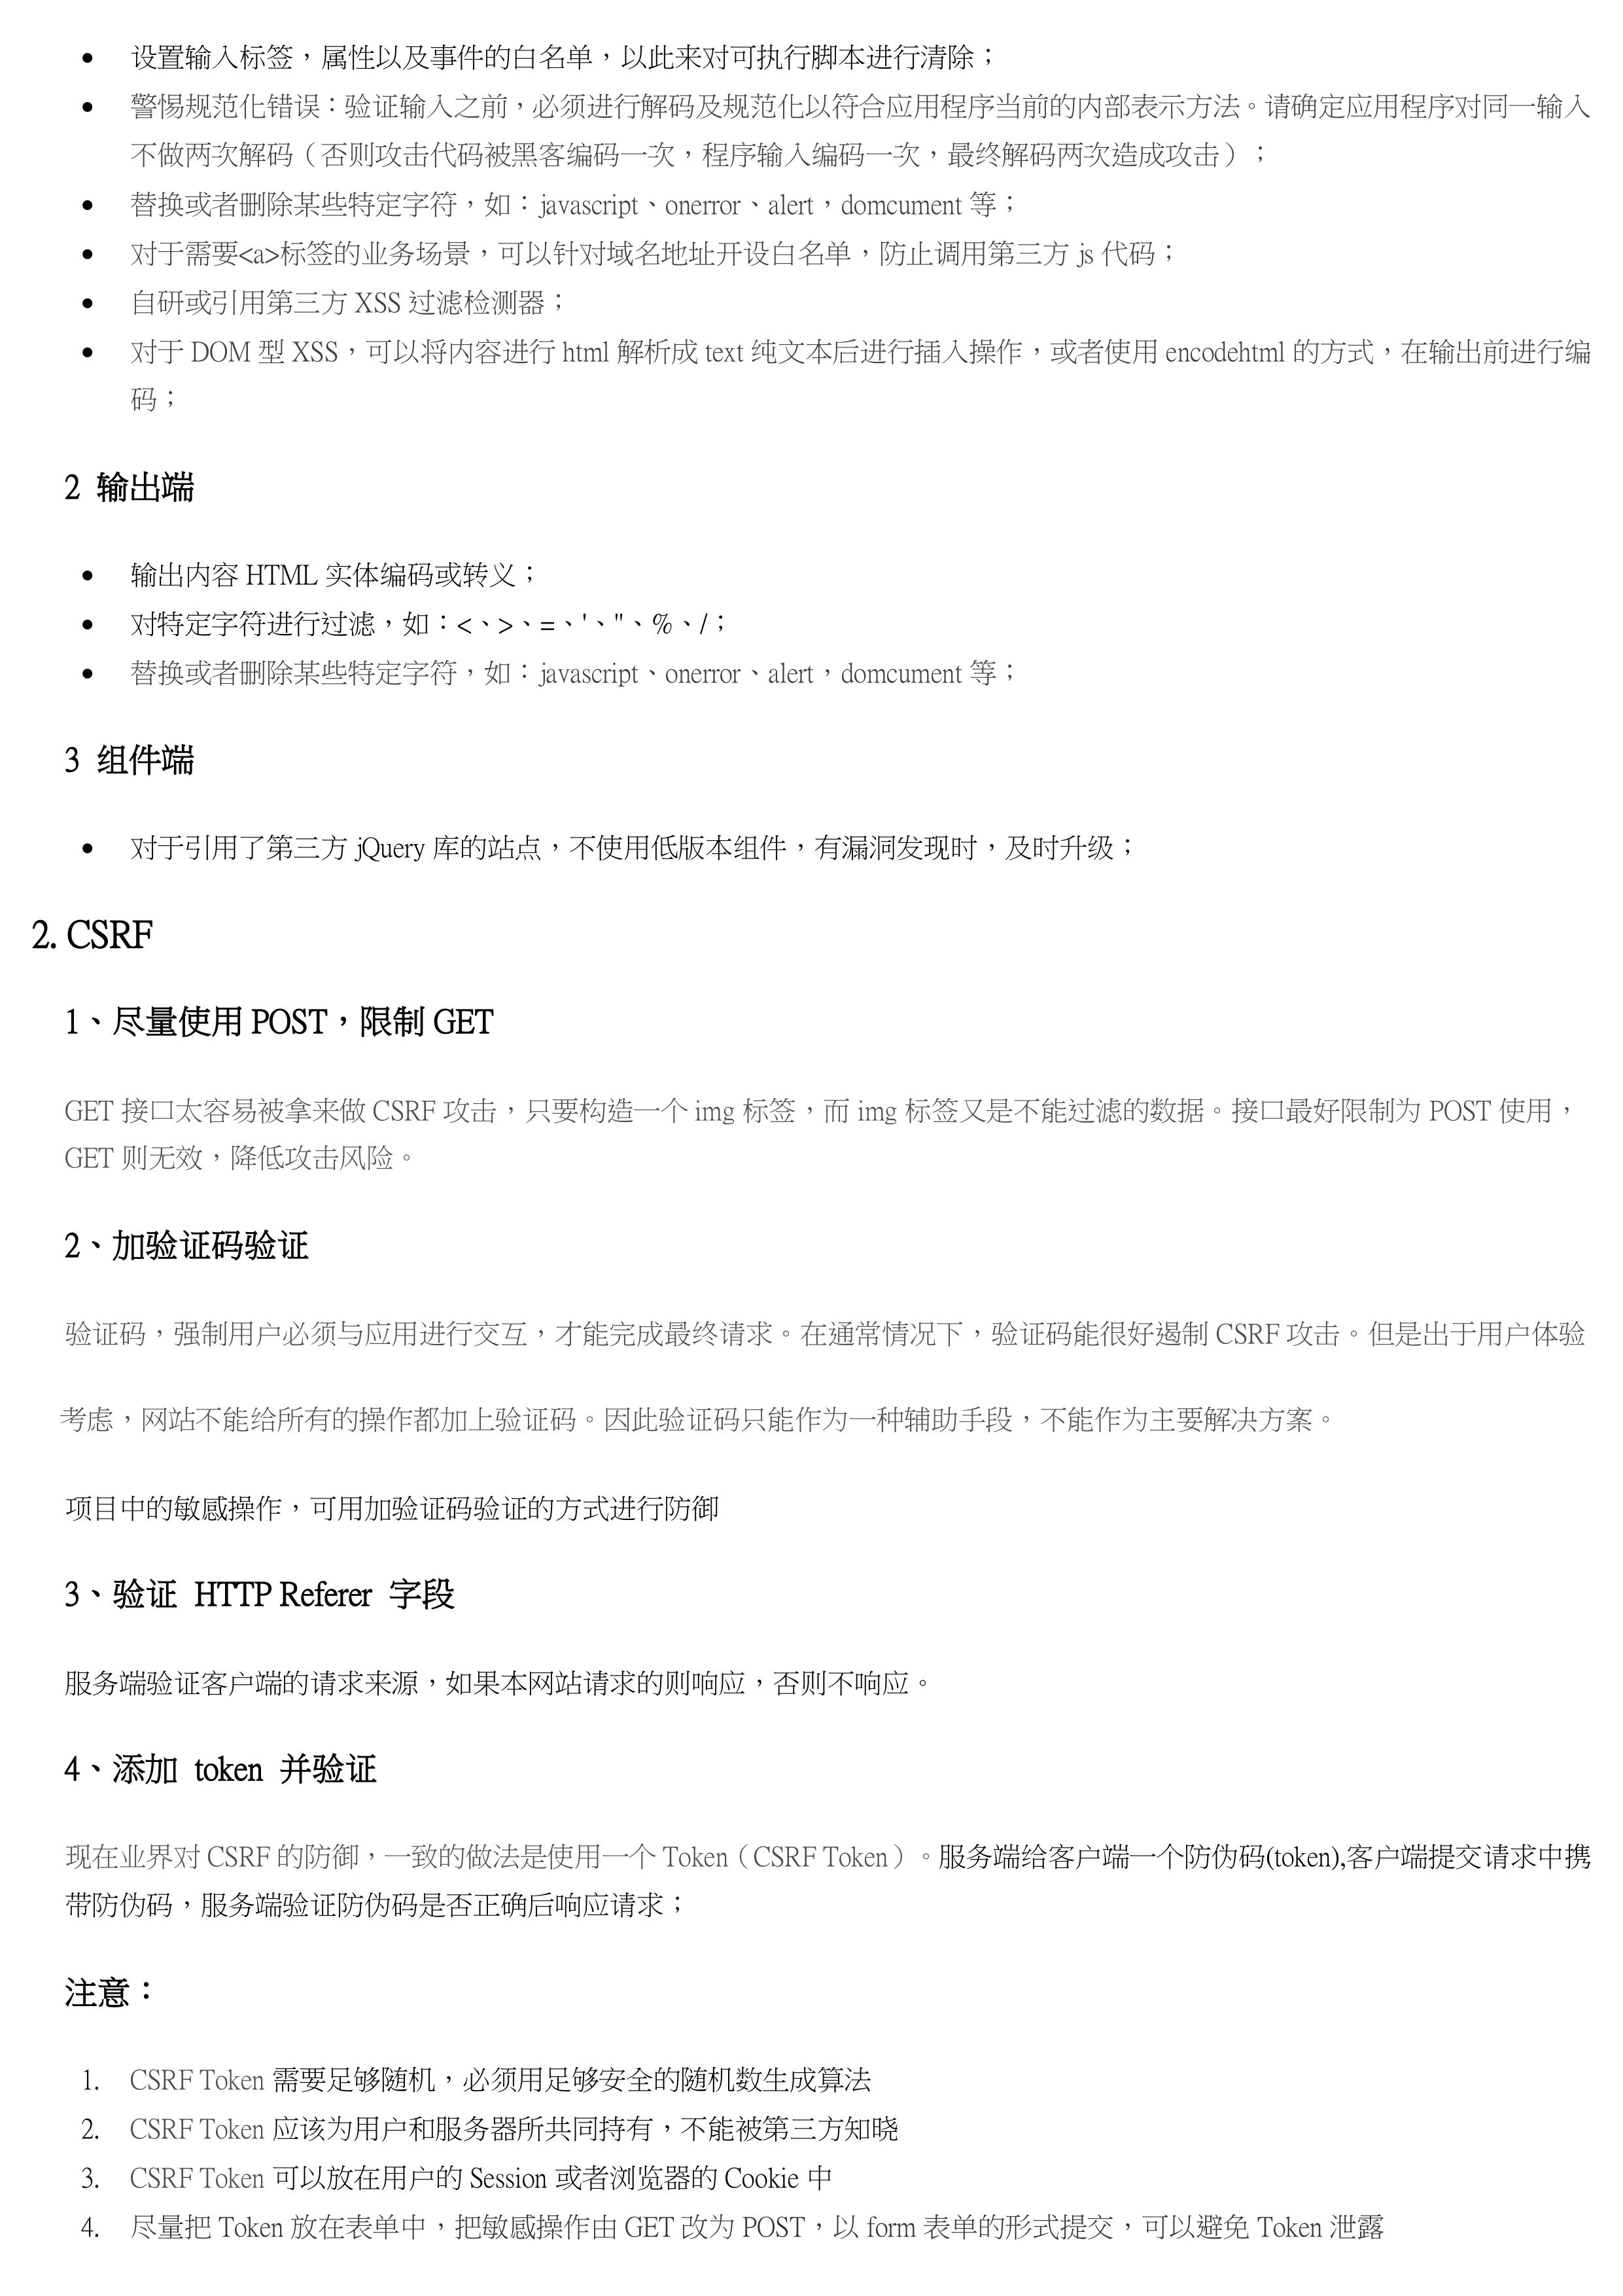 • 设置输入标签，属性以及事件的白名单，以此来对可执行脚本进行清除；
• 警惕规范化错误：验证输入之前，必须进行解码及规范化以符合应用程序当前的内部表示方法。请确定应用程序对同一输入
不做两次解码（否则攻击代码被黑客编码一次，程序输入编码一次，最终解码两次造成攻击）；
• 替换或者删除某些特定字符，如：javascript、onerror、alert，domcument 等；
• 对于需要<a>标签的业务场景，可以针对域名地址开设白名单，防止调用第三方 js 代码；
• 自研或引用第三方 XSS 过滤检测器；
• 对于 DOM 型 XSS，可以将内容进行 html 解析成 text 纯文本后进行插入操作，或者使用 encodehtml 的方式，在输出前进行编
码；
2 输出端
• 输出内容 HTML 实体编码或转义；
• 对特定字符进行过滤，如：<、>、=、'、"、%、/；
• 替换或者删除某些特定字符，如：javascript、onerror、alert，domcument 等；
3 组件端
• 对于引用了第三方 jQuery 库的站点，不使用低版本组件，有漏洞发现时，及时升级；
2. CSRF
1、尽量使用 POST，限制 GET
GET 接口太容易被拿来做 CSRF 攻击，只要构造一个 img 标签，而 img 标签又是不能过滤的数据。接口最好限制为 POST 使用，
GET 则无效，降低攻击风险。
2、加验证码验证
验证码，强制用户必须与应用进行交互，才能完成最终请求。在通常情况下，验证码能很好遏制 CSRF 攻击。但是出于用户体验
考虑，网站不能给所有的操作都加上验证码。因此验证码只能作为一种辅助手段，不能作为主要解决方案。
项目中的敏感操作，可用加验证码验证的方式进行防御
3、验证 HTTP Referer 字段
服务端验证客户端的请求来源，如果本网站请求的则响应，否则不响应。
4、添加 token 并验证
现在业界对 CSRF 的防御，一致的做法是使用一个 Token（CSRF Token）。服务端给客户端一个防伪码(token),客户端提交请求中携
带防伪码，服务端验证防伪码是否正确后响应请求；
注意：
1. CSRF Token 需要足够随机，必须用足够安全的随机数生成算法
2. CSRF Token 应该为用户和服务器所共同持有，不能被第三方知晓
3. CSRF Token 可以放在用户的 Session 或者浏览器的 Cookie 中
4. 尽量把 Token 放在表单中，把敏感操作由 GET 改为 POST，以 form 表单的形式提交，可以避免 Token 泄露